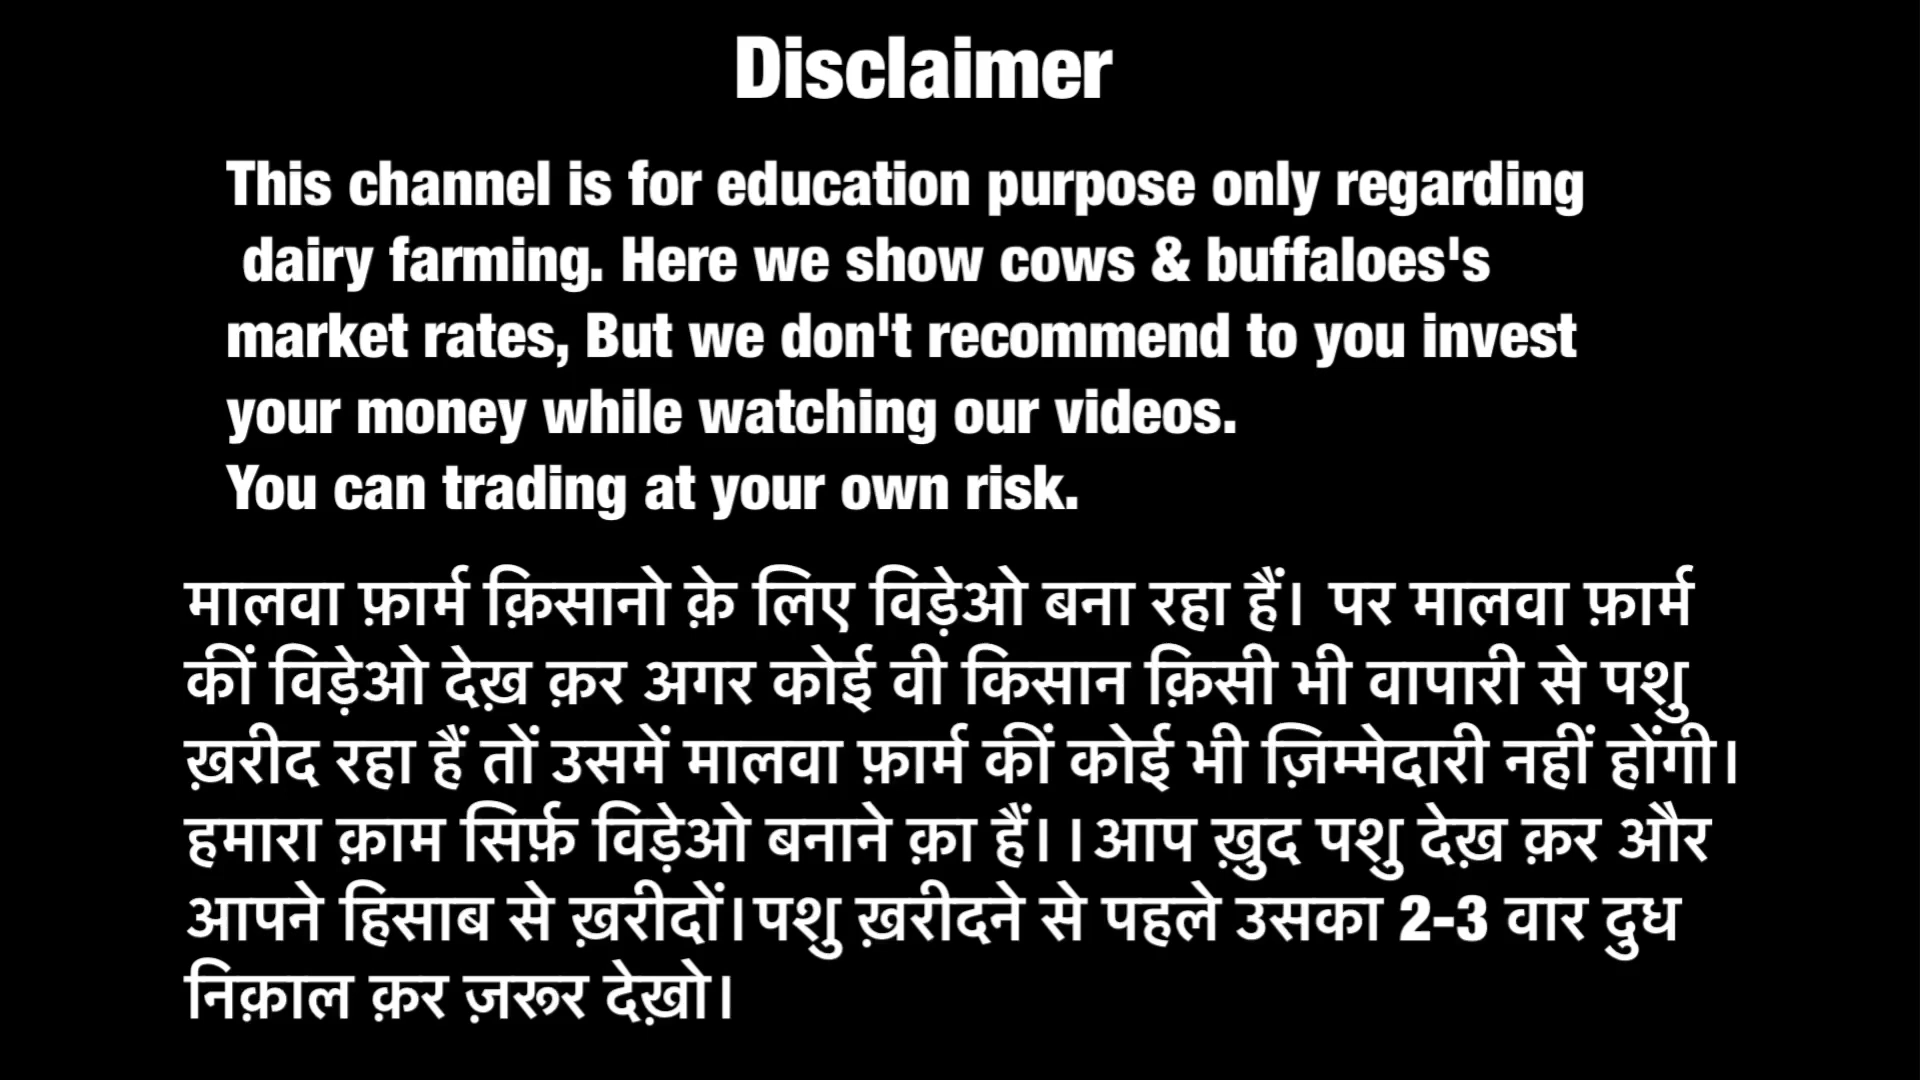 Disclaimer
This channel is for education purpose only regarding
dairy farming. Here we show cows & buffaloes's
market rates, But we don't recommend to you invest
your money while watching our videos.
You can trading at your own risk.
मालवा फ़ार्म क़िसानो क़े लिए विड़ेओ बना रहा हैं। पर मालवा फ़ार्म
कीं विड़ेओ देख़ क़र अगर कोई वी किसान क़िसी भी वापारी से पशु
ख़रीद रहा हैं तों उसमें मालवा फ़ार्म कीं कोई भी ज़िम्मेदारी नहीं होंगी।
हमारा क़ाम सिर्फ़ विड़ेओ बनाने क़ा हैं।।आप ख़ुद पशु देख़ क़र और
आपने हिसाब से ख़रीदों।पशु ख़रीदने से पहले उसका 2-3 वार दुध
निक़ाल क़र ज़रूर देख़ो।